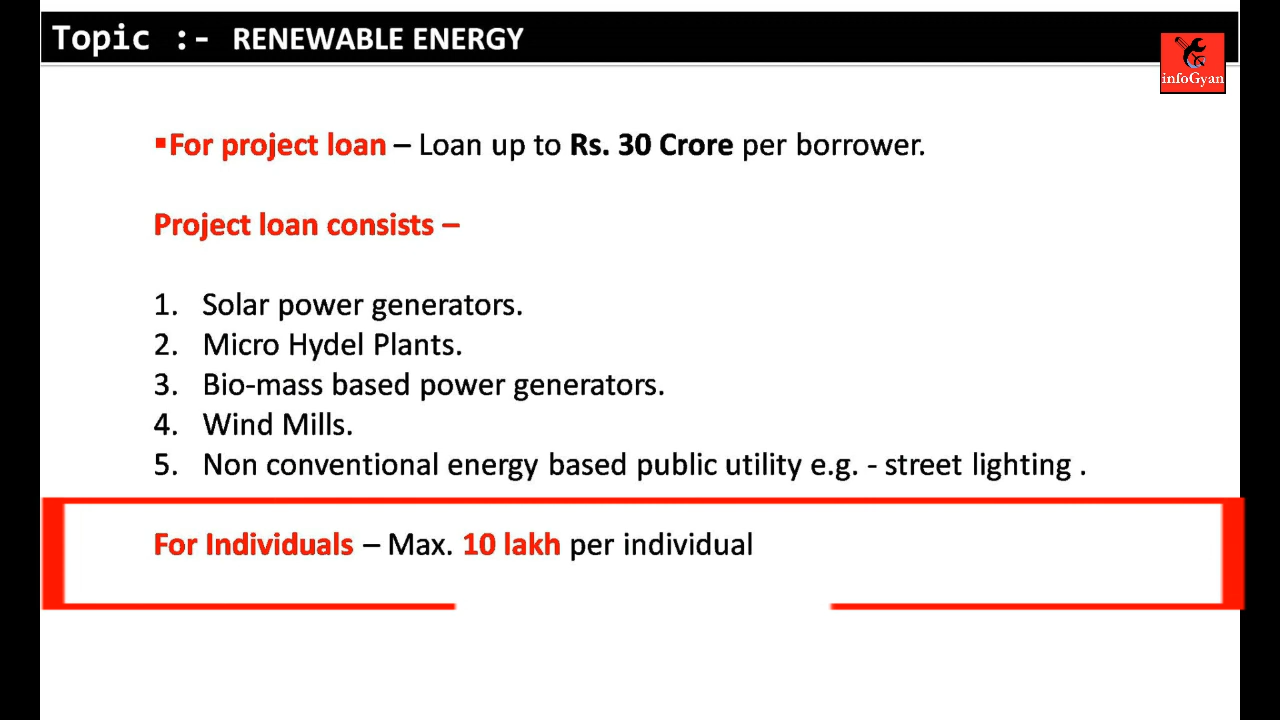 Topic :- RENEWABLE ENERGY
infoGyan
▪For project loan – Loan up to Rs. 30 Crore per borrower.
Project loan consists –
1. Solar power generators.
2. Micro Hydel Plants.
3. Bio-mass based power generators.
4. Wind Mills.
5. Non conventional energy based public utility e.g. - street lighting .
For Individuals – Max. 10 lakh per individual